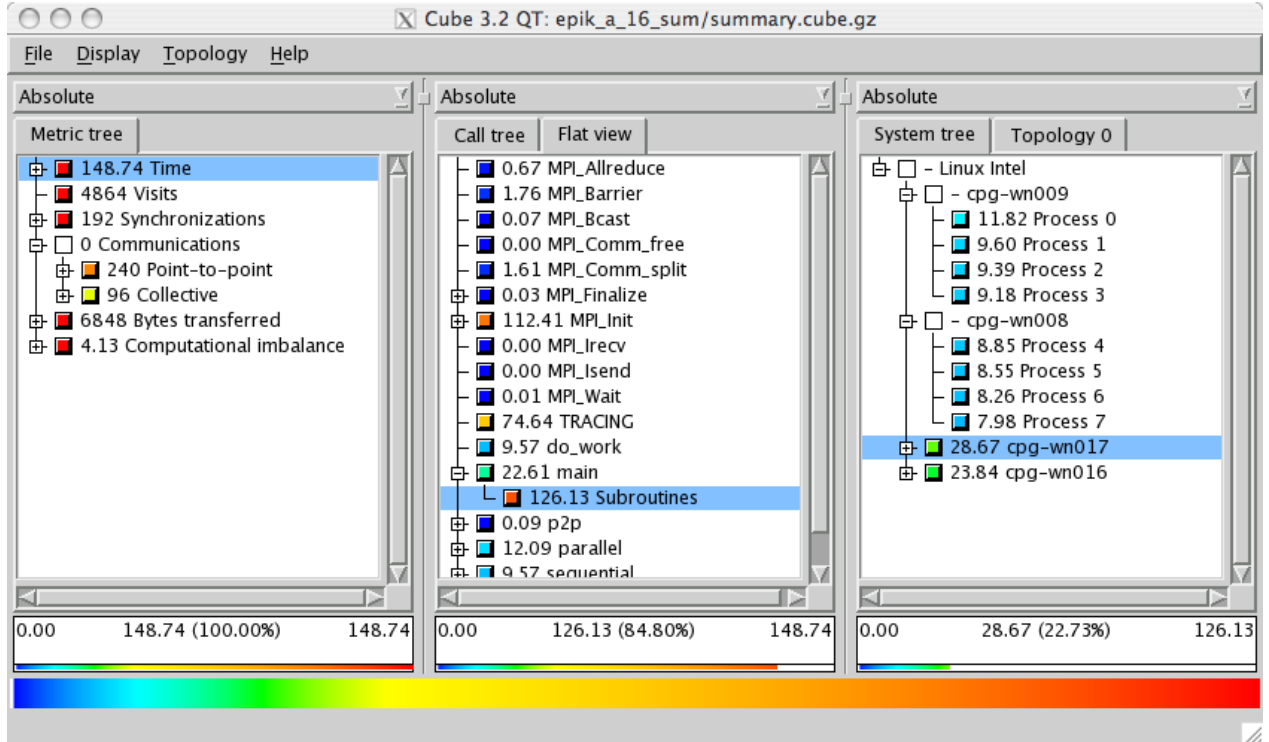 Cube 3.2 QT: epik_a_16_sum/summary.cube.gz
File Display Topology Help
Absolute
Metric tree
148.74 Time
4864 Visits
192 Synchronizations
0 Communications
240 Point-to-point
96 Collective
6848 Bytes transferred
4.13 Computational imbalance
0.00 148.74 (100.00%) 148.74
Absolute
Call tree Flat view
0.67 MPI_Allreduce
1.76 MPI_Barrier
0.07 MPI_Bcast
0.00 MPI_Comm_free
1.61 MPI_Comm_split
0.03 MPI_Finalize
112.41 MPI_Init
0.00 MPI_Irecv
0.00 MPI_Isend
0.01 MPI_Wait
74.64 TRACING
9.57 do_work
22.61 main
126.13 Subroutines
0.09 p2p
12.09 parallel
9.57 sequential
0.00 126.13 (84.80%) 148.74
Absolute
System tree Topology 0
- Linux Intel
- cpg-wn009
11.82 Process 0
9.60 Process 1
9.39 Process 2
9.18 Process 3
- cpg-wn008
8.85 Process 4
8.55 Process 5
8.26 Process 6
7.98 Process 7
28.67 cpg-wn017
23.84 cpg-wn016
0.00 28.67 (22.73%) 126.13